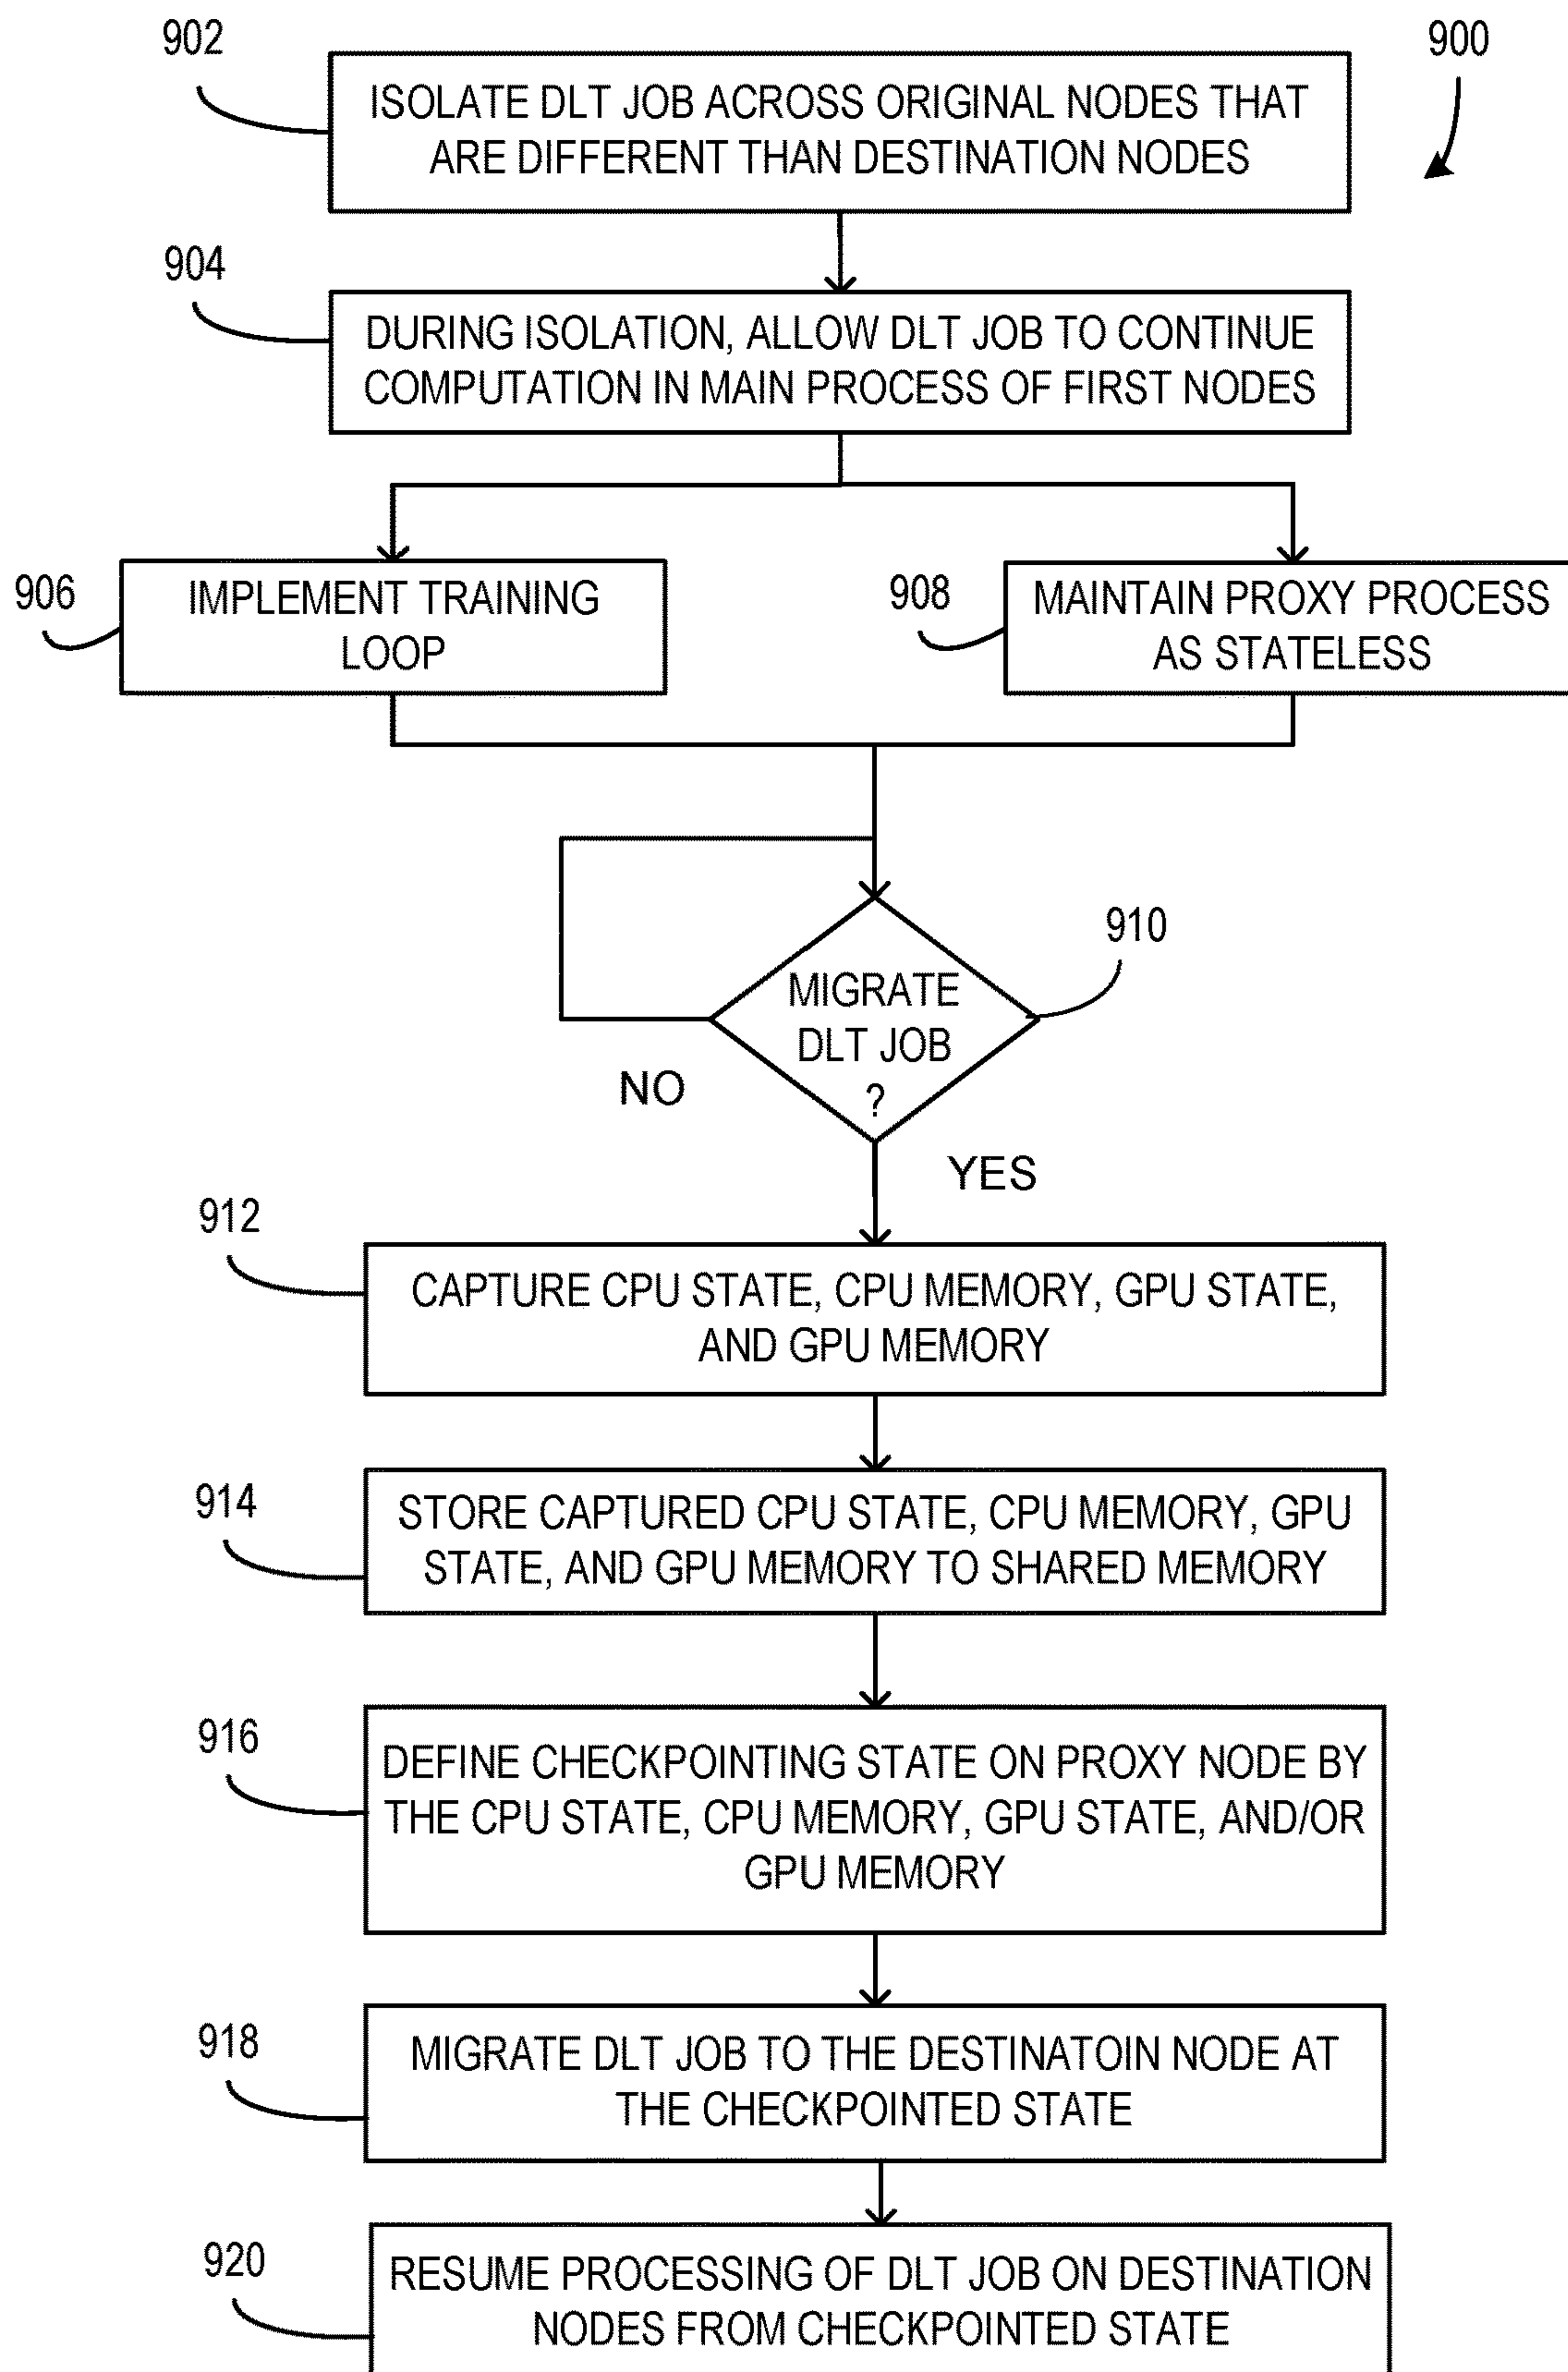 902
900
ISOLATE DLT JOB ACROSS ORIGINAL NODES THAT
ARE DIFFERENT THAN DESTINATION NODES
904
DURING ISOLATION, ALLOW DLT JOB TO CONTINUE
COMPUTATION IN MAIN PROCESS OF FIRST NODES
906
IMPLEMENT TRAINING
LOOP
908
MAINTAIN PROXY PROCESS
AS STATELESS
910
MIGRATE
DLT JOB
?
NO
YES
912
CAPTURE CPU STATE, CPU MEMORY, GPU STATE,
AND GPU MEMORY
914
STORE CAPTURED CPU STATE, CPU MEMORY, GPU
STATE, AND GPU MEMORY TO SHARED MEMORY
916
DEFINE CHECKPOINTING STATE ON PROXY NODE BY
THE CPU STATE, CPU MEMORY, GPU STATE, AND/OR
GPU MEMORY
918
MIGRATE DLT JOB TO THE DESTINATOIN NODE AT
THE CHECKPOINTED STATE
920
RESUME PROCESSING OF DLT JOB ON DESTINATION
NODES FROM CHECKPOINTED STATE